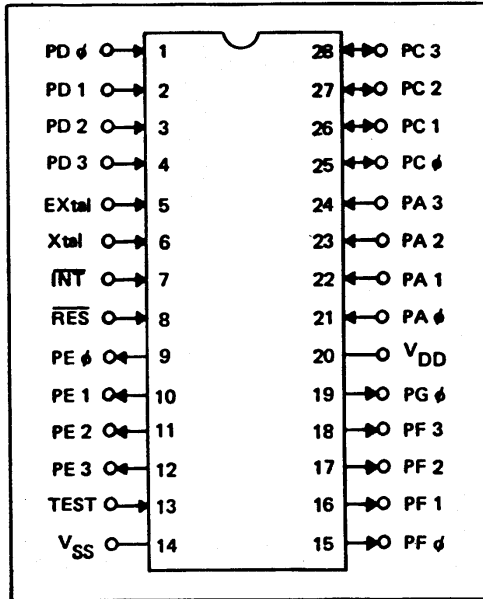 PD ϕ 1 28 PC 3
PD 1 2 27 PC 2
PD 2 3 26 PC 1
PD 3 4 25 PC ϕ
EXtal 5 24 PA 3
Xtal 6 23 PA 2
INT 7 22 PA 1
RES 8 21 PA ϕ
PE ϕ 9 20 VDD
PE 1 10 19 PG ϕ
PE 2 11 18 PF 3
PE 3 12 17 PF 2
TEST 13 16 PF 1
VSS 14 15 PF ϕ